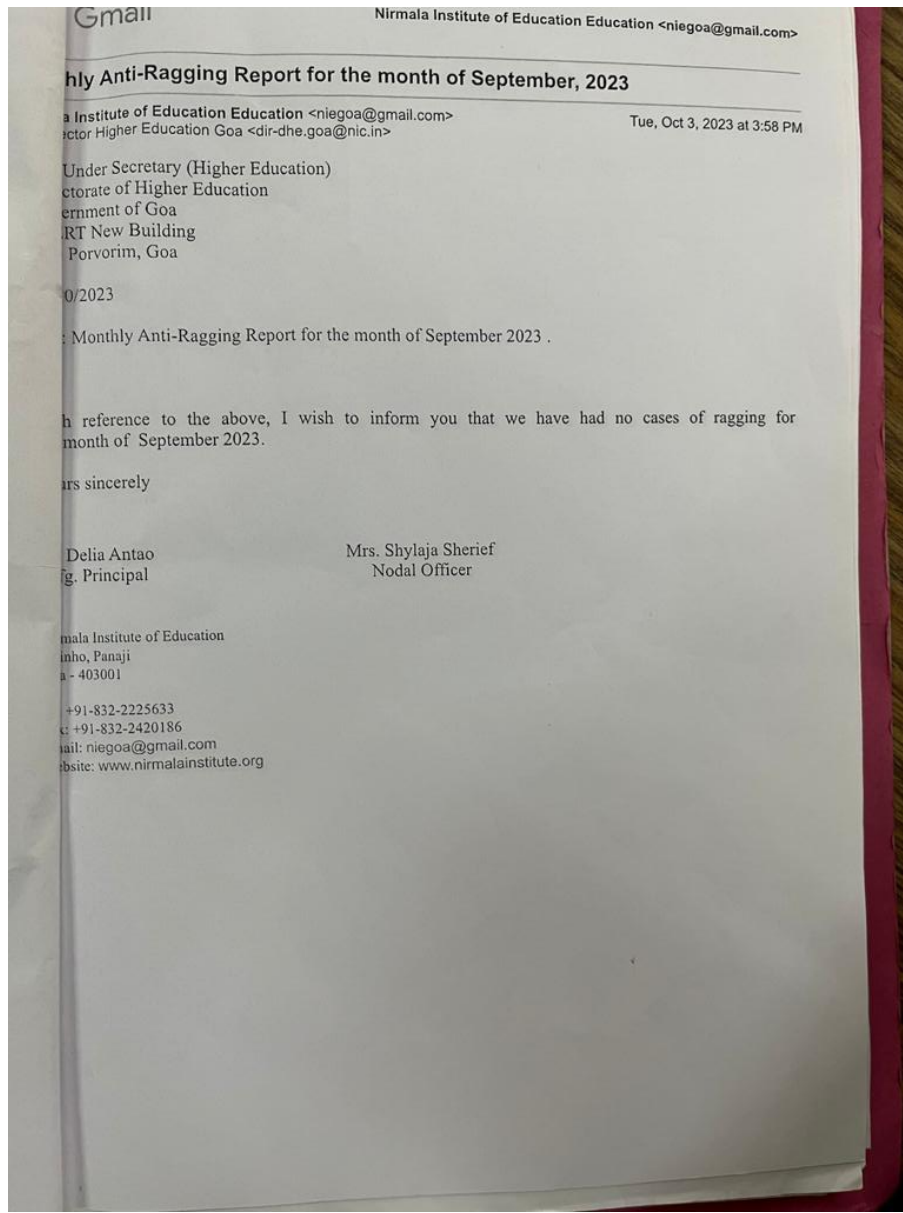 Gmail
Nirmala Institute of Education Education <niegoa@gmail.com>
hly Anti-Ragging Report for the month of September, 2023
a Institute of Education Education <niegoa@gmail.com>
ector Higher Education Goa <dir-dhe.goa@nic.in>
Tue, Oct 3, 2023 at 3:58 PM
Under Secretary (Higher Education)
ctorate of Higher Education
ernment of Goa
RT New Building
Porvorim, Goa
0/2023
: Monthly Anti-Ragging Report for the month of September 2023 .
h reference to the above, I wish to inform you that we have had no cases of ragging for
month of September 2023.
urs sincerely
Delia Antao
Mrs. Shylaja Sherief
fg. Principal
Nodal Officer
mala Institute of Education
inho, Panaji
a - 403001
+91-832-2225633
x: +91-832-2420186
ail: niegoa@gmail.com
ebsite: www.nirmalainstitute.org